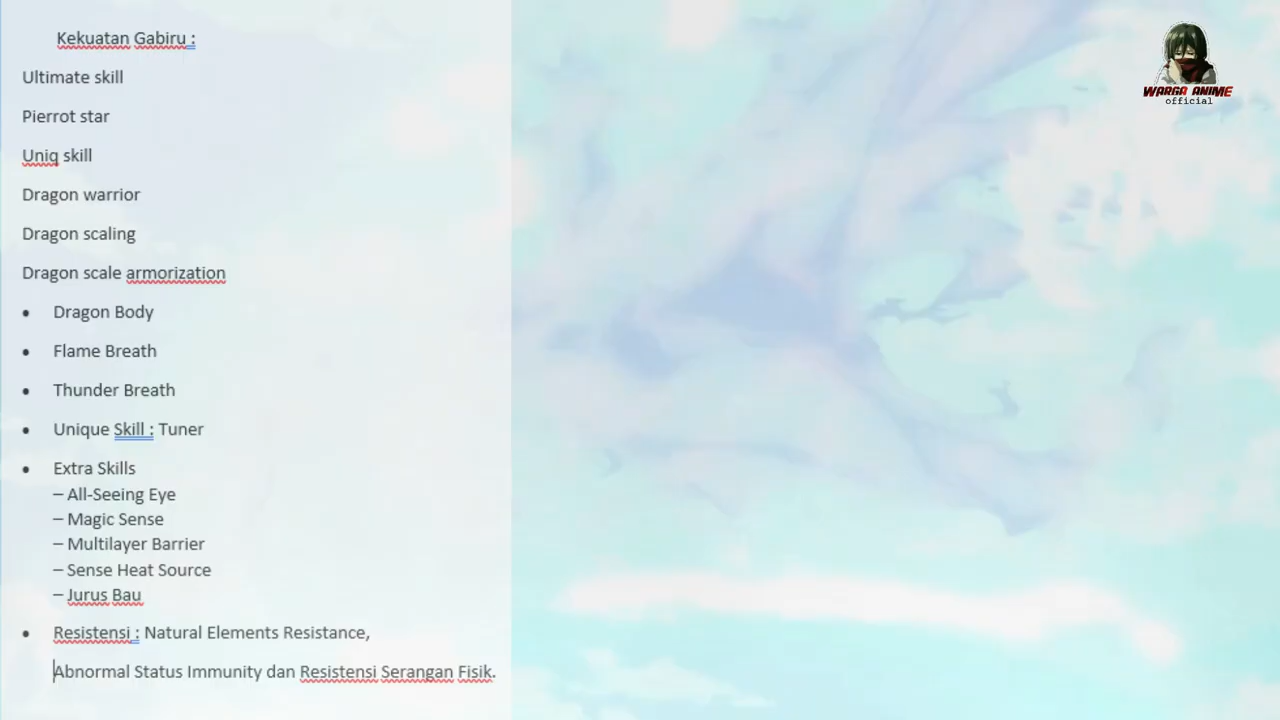 Kekuatan Gabiru :
Ultimate skill
Pierrot star
Uniq skill
Dragon warrior
Dragon scaling
Dragon scale armorization
• Dragon Body
• Flame Breath
• Thunder Breath
• Unique Skill : Tuner
• Extra Skills
– All-Seeing Eye
– Magic Sense
– Multilayer Barrier
– Sense Heat Source
– Jurus Bau
• Resistensi : Natural Elements Resistance,
Abnormal Status Immunity dan Resistensi Serangan Fisik.
WARGA ANIME
official